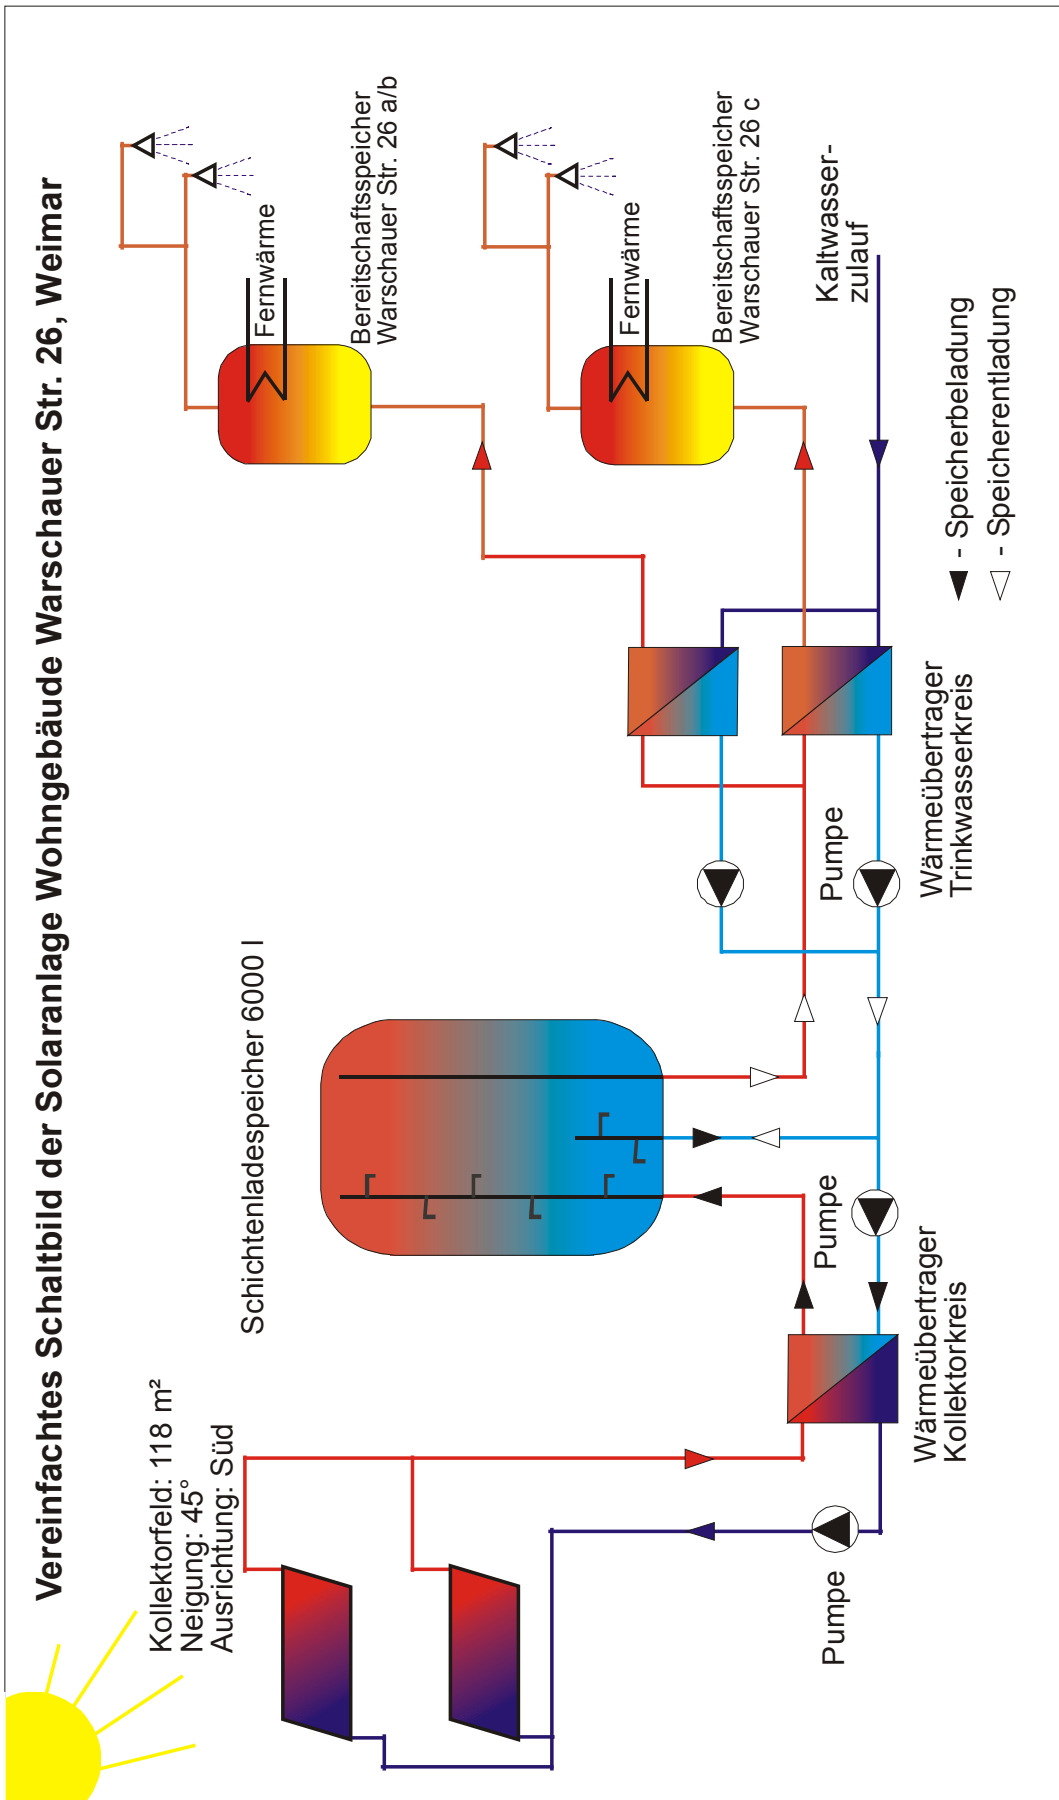 Vereinfachtes Schaltbild der Solaranlage Wohngebäude Warschauer Str. 26, Weimar
Kollektorfeld: 118 m²
Neigung: 45°
Ausrichtung: Süd
Schichtenladespeicher 6000 l
Fernwärme
Bereitschaftsspeicher
Warschauer Str. 26 a/b
Fernwärme
Bereitschaftsspeicher
Warschauer Str. 26 c
Kaltwasser-
zulauf
Pumpe
Pumpe
Pumpe
Wärmeübertrager
Kollektorkreis
Wärmeübertrager
Trinkwasserkreis
- Speicherbeladung
- Speicherentladung